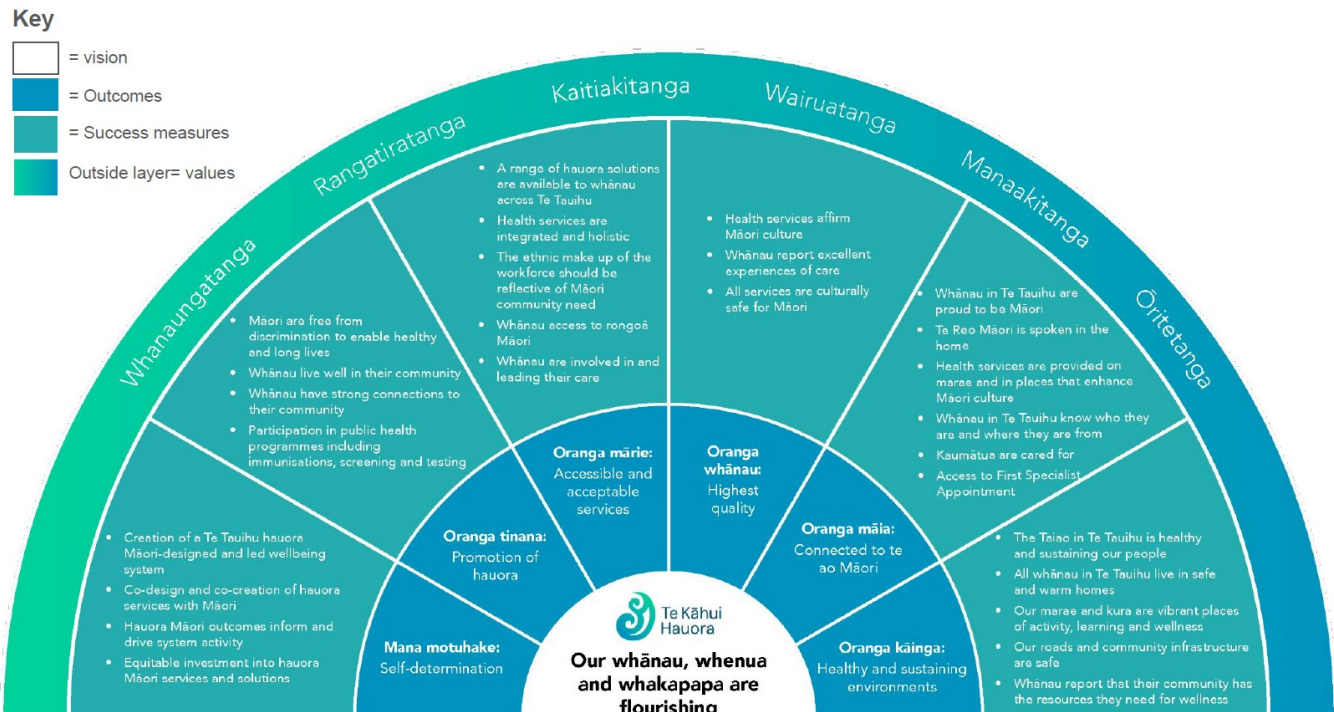 Key
= vision
= Outcomes
= Success measures
Outside layer= values
Whanaungatanga
Rangatiratanga
Kaitiakitanga
Wairuatanga
Manaakitanga
Ōritetanga
• Creation of a Te Tauihu hauora
Māori-designed and led wellbeing
system
• Co-design and co-creation of hauora
services with Māori
• Hauora Māori outcomes inform and
drive system activity
• Equitable investment into hauora
Māori services and solutions
• Māori are free from
discrimination to enable healthy
and long lives
• Whānau live well in their community
• Whānau have strong connections to
their community
• Participation in public health
programmes including
immunisations, screening and testing
• A range of hauora solutions
are available to whānau
across Te Tauihu
• Health services are
integrated and holistic
• The ethnic make up of the
workforce should be
reflective of Māori
community need
• Whānau access to rongoā
Māori
• Whānau are involved in and
leading their care
• Health services affirm
Māori culture
• Whānau report excellent
experiences of care
• All services are culturally
safe for Māori
• Whānau in Te Tauihu are
proud to be Māori
• Te Reo Māori is spoken in the
home
• Health services are provided on
marae and in places that enhance
Māori culture
• Whānau in Te Tauihu know who they
are and where they are from
• Kaumātua are cared for
• Access to First Specialist
Appointment
• The Taiao in Te Tauihu is healthy
and sustaining our people
• All whānau in Te Tauihu live in safe
and warm homes
• Our marae and kura are vibrant places
of activity, learning and wellness
• Our roads and community infrastructure
are safe
• Whānau report that their community has
the resources they need for wellness
Mana motuhake:
Self-determination
Oranga tinana:
Promotion of
hauora
Oranga mārie:
Accessible and
acceptable
services
Oranga
whānau:
Highest
quality
Oranga māia:
Connected to te
ao Māori
Oranga kāinga:
Healthy and sustaining
environments
Te Kāhui
Hauora
Our whānau, whenua
and whakapapa are
flourishing